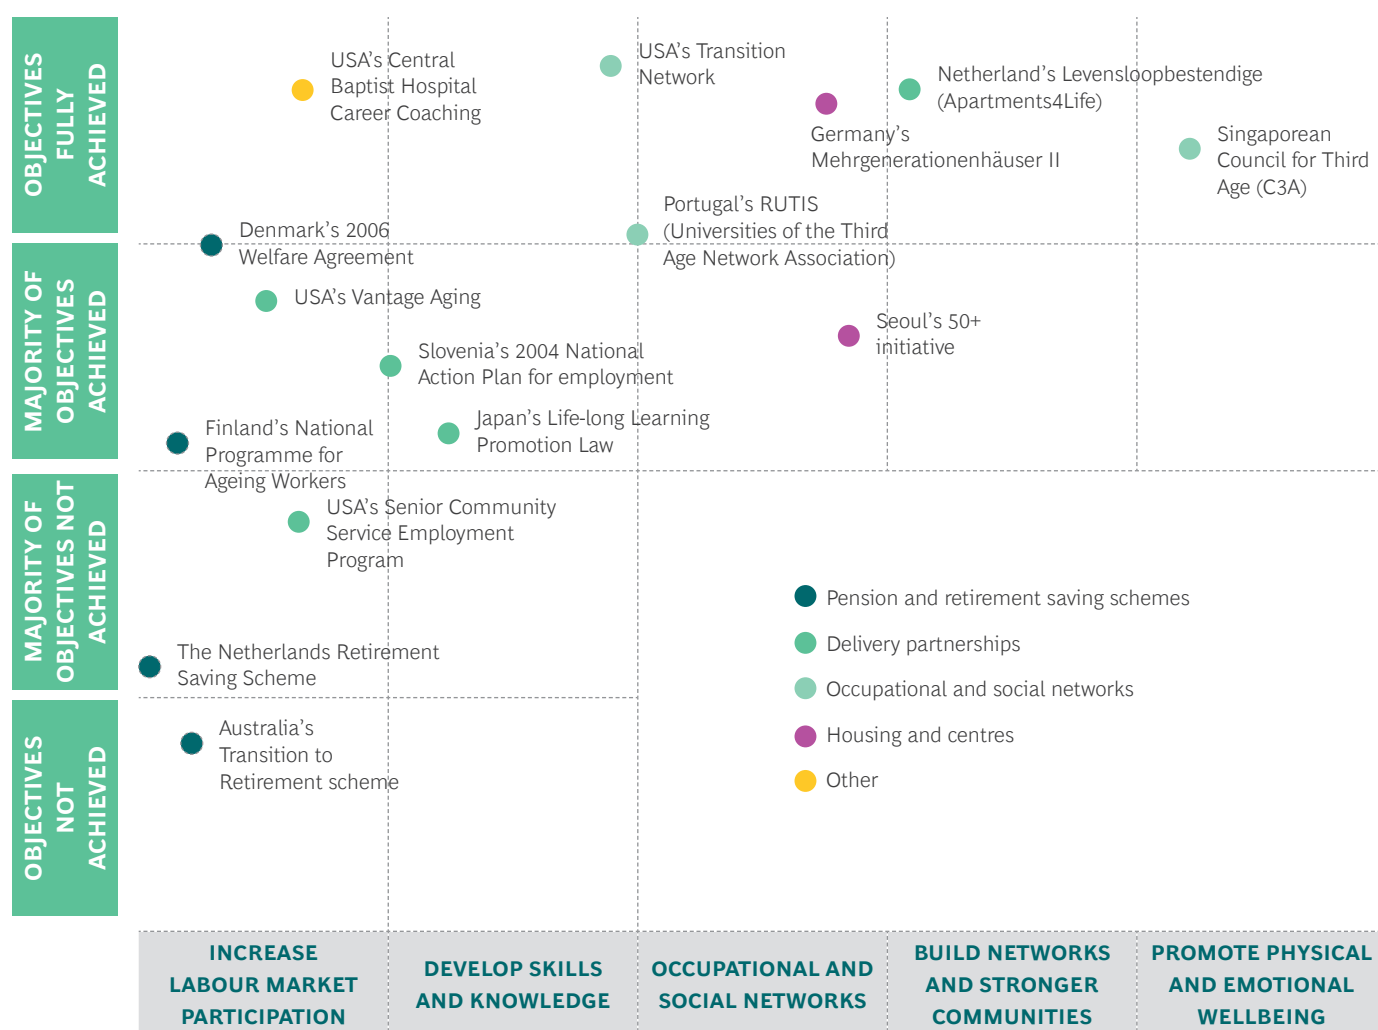 OBJECTIVES
FULLY
ACHIEVED
USA's Central
Baptist Hospital
Career Coaching
USA's Transition
Network
Netherland's Levensloopbestendige
(Apartments4Life)
Germany's
Mehrgenerationenhäuser II
Singaporean
Council for Third
Age (C3A)
Portugal's RUTIS
(Universities of the Third
Age Network Association)
Denmark's 2006
Welfare Agreement
MAJORITY OF
OBJECTIVES
ACHIEVED
USA's Vantage Aging
Seoul's 50+
initiative
Slovenia's 2004 National
Action Plan for employment
Japan's Life-long Learning
Promotion Law
Finland's National
Programme for
Ageing Workers
MAJORITY OF
OBJECTIVES NOT
ACHIEVED
USA's Senior Community
Service Employment
Program
The Netherlands Retirement
Saving Scheme
OBJECTIVES
NOT
ACHIEVED
Australia's
Transition to
Retirement scheme
Pension and retirement saving schemes
Delivery partnerships
Occupational and social networks
Housing and centres
Other
INCREASE
LABOUR MARKET
PARTICIPATION
DEVELOP SKILLS
AND KNOWLEDGE
OCCUPATIONAL AND
SOCIAL NETWORKS
BUILD NETWORKS
AND STRONGER
COMMUNITIES
PROMOTE PHYSICAL
AND EMOTIONAL
WELLBEING